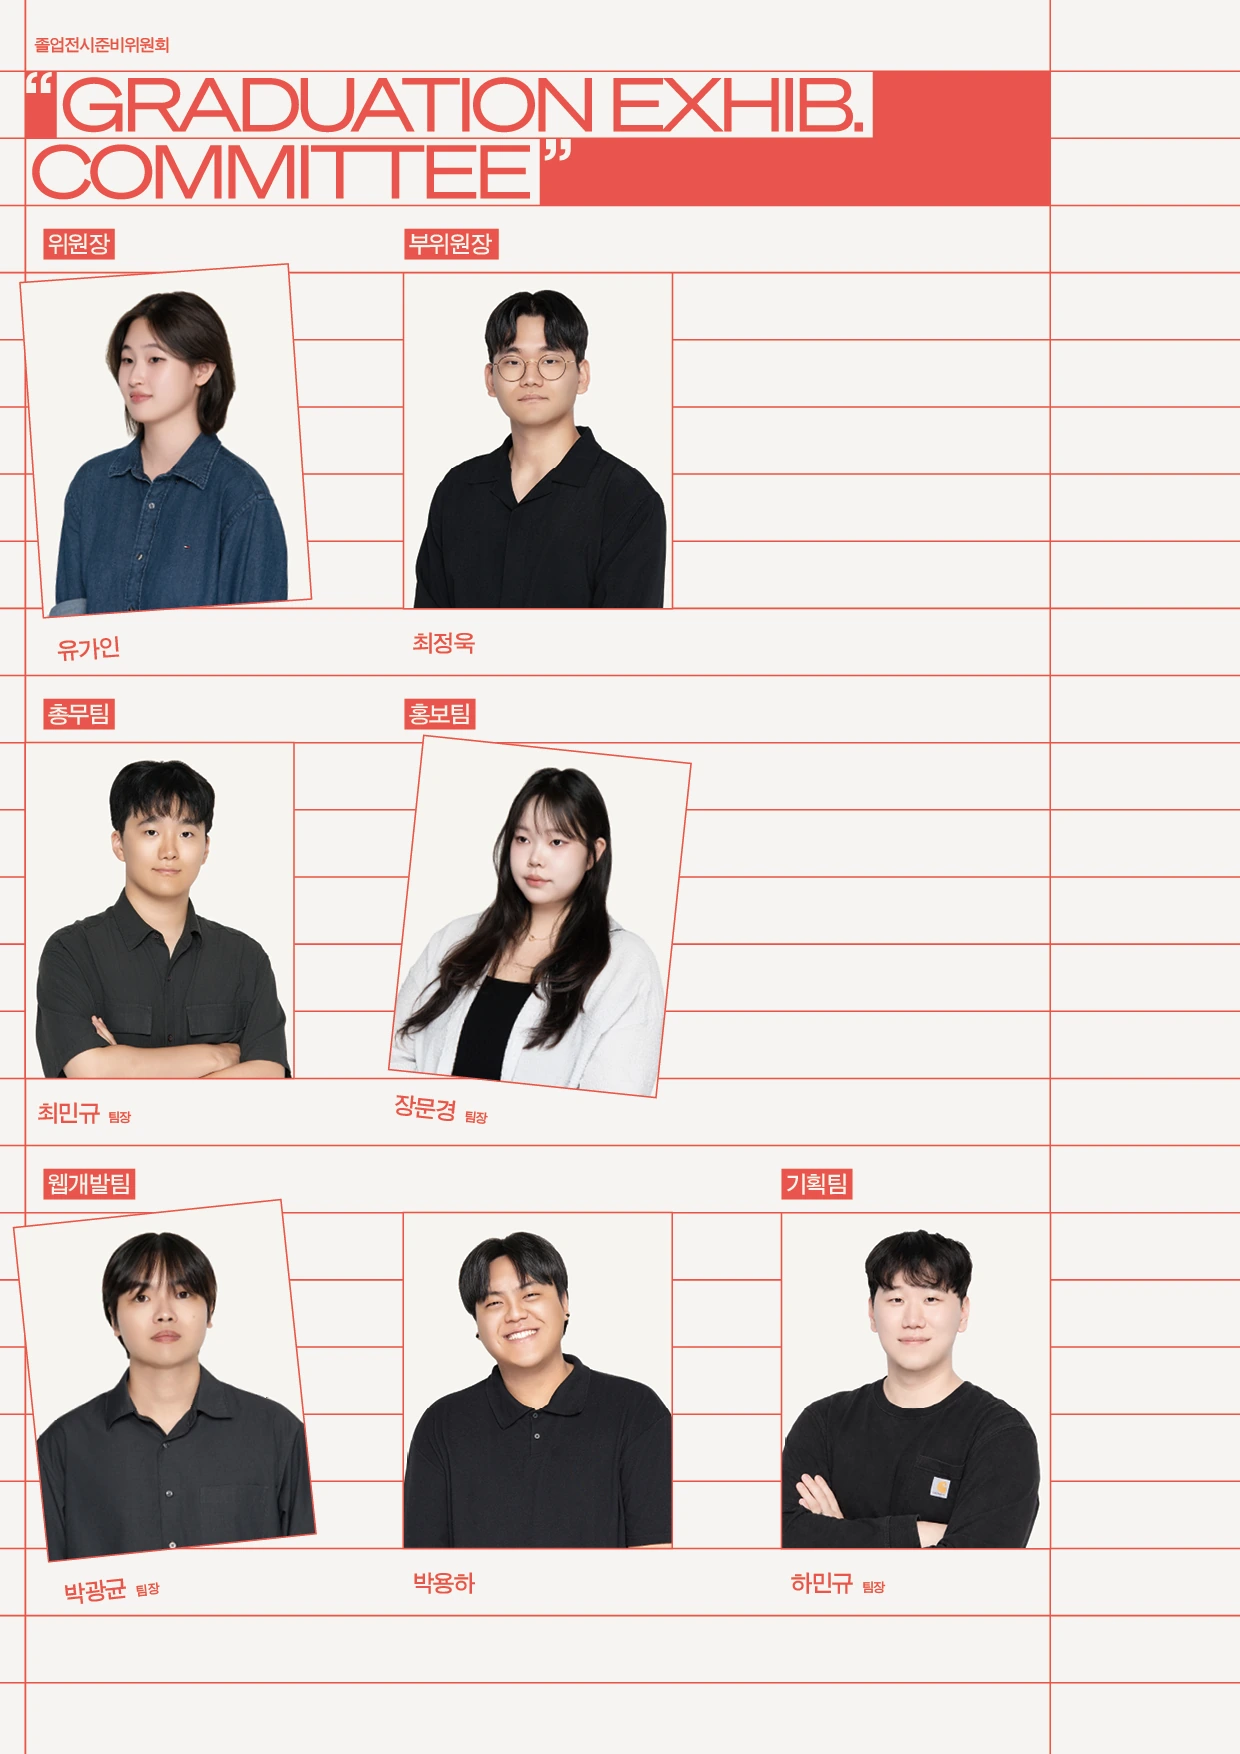 졸업전시준비위원회
“GRADUATION EXHIB.
COMMITTEE”
위원장
부위원장
유가인
최정욱
총무팀
홍보팀
최민규 팀장
장문경 팀장
웹개발팀
기획팀
박광균 팀장
박용하
하민규 팀장